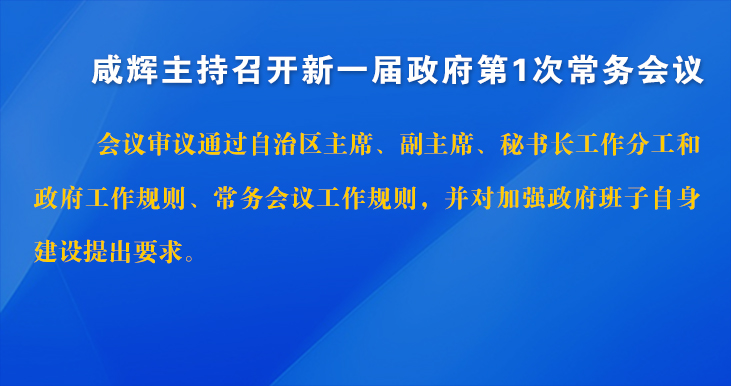 咸辉主持召开新一届政府第1次常务会议
会议审议通过自治区主席、副主席、秘书长工作分工和
政府工作规则、常务会议工作规则，并对加强政府班子自身
建设提出要求。